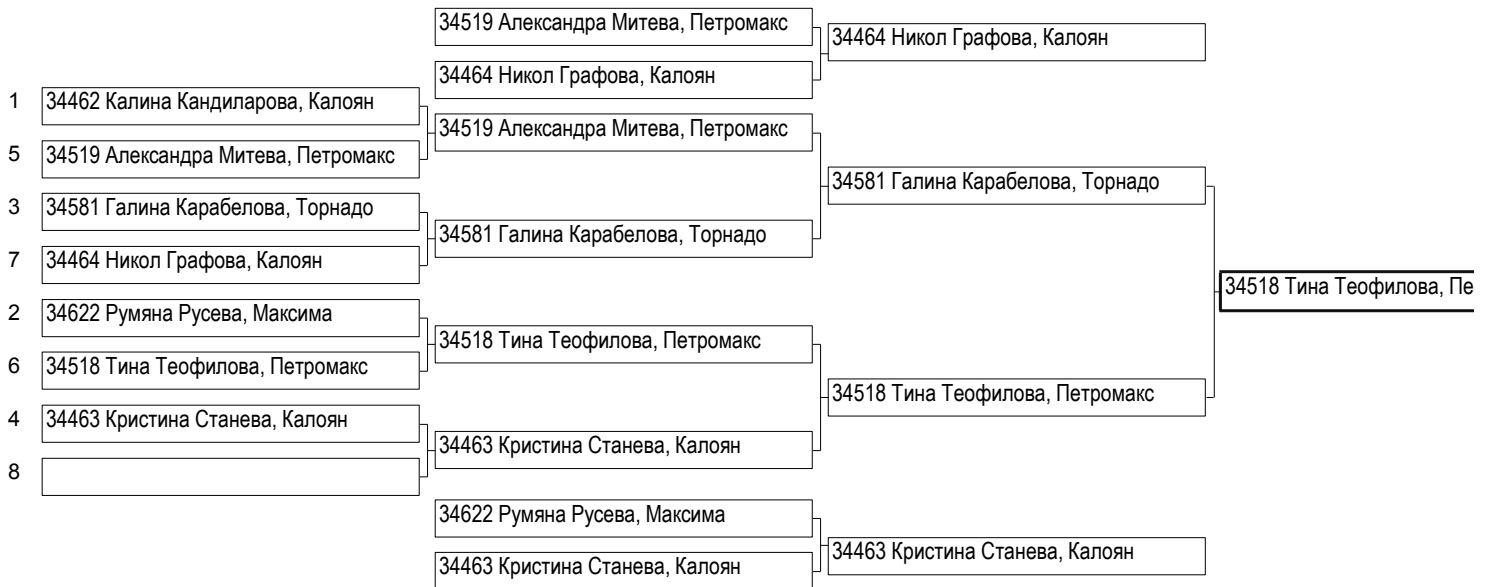 34519 Александра Митева, Петромакс
34464 Никол Графова, Калоян
34464 Никол Графова, Калоян
1 34462 Калина Кандиларова, Калоян
34519 Александра Митева, Петромакс
5 34519 Александра Митева, Петромакс
34581 Галина Карабелова, Торнадо
3 34581 Галина Карабелова, Торнадо
34581 Галина Карабелова, Торнадо
7 34464 Никол Графова, Калоян
34518 Тина Теофилова, Пе
2 34622 Румяна Русева, Максима
34518 Тина Теофилова, Петромакс
6 34518 Тина Теофилова, Петромакс
34518 Тина Теофилова, Петромакс
4 34463 Кристина Станева, Калоян
34463 Кристина Станева, Калоян
8
34622 Румяна Русева, Максима
34463 Кристина Станева, Калоян
34463 Кристина Станева, Калоян